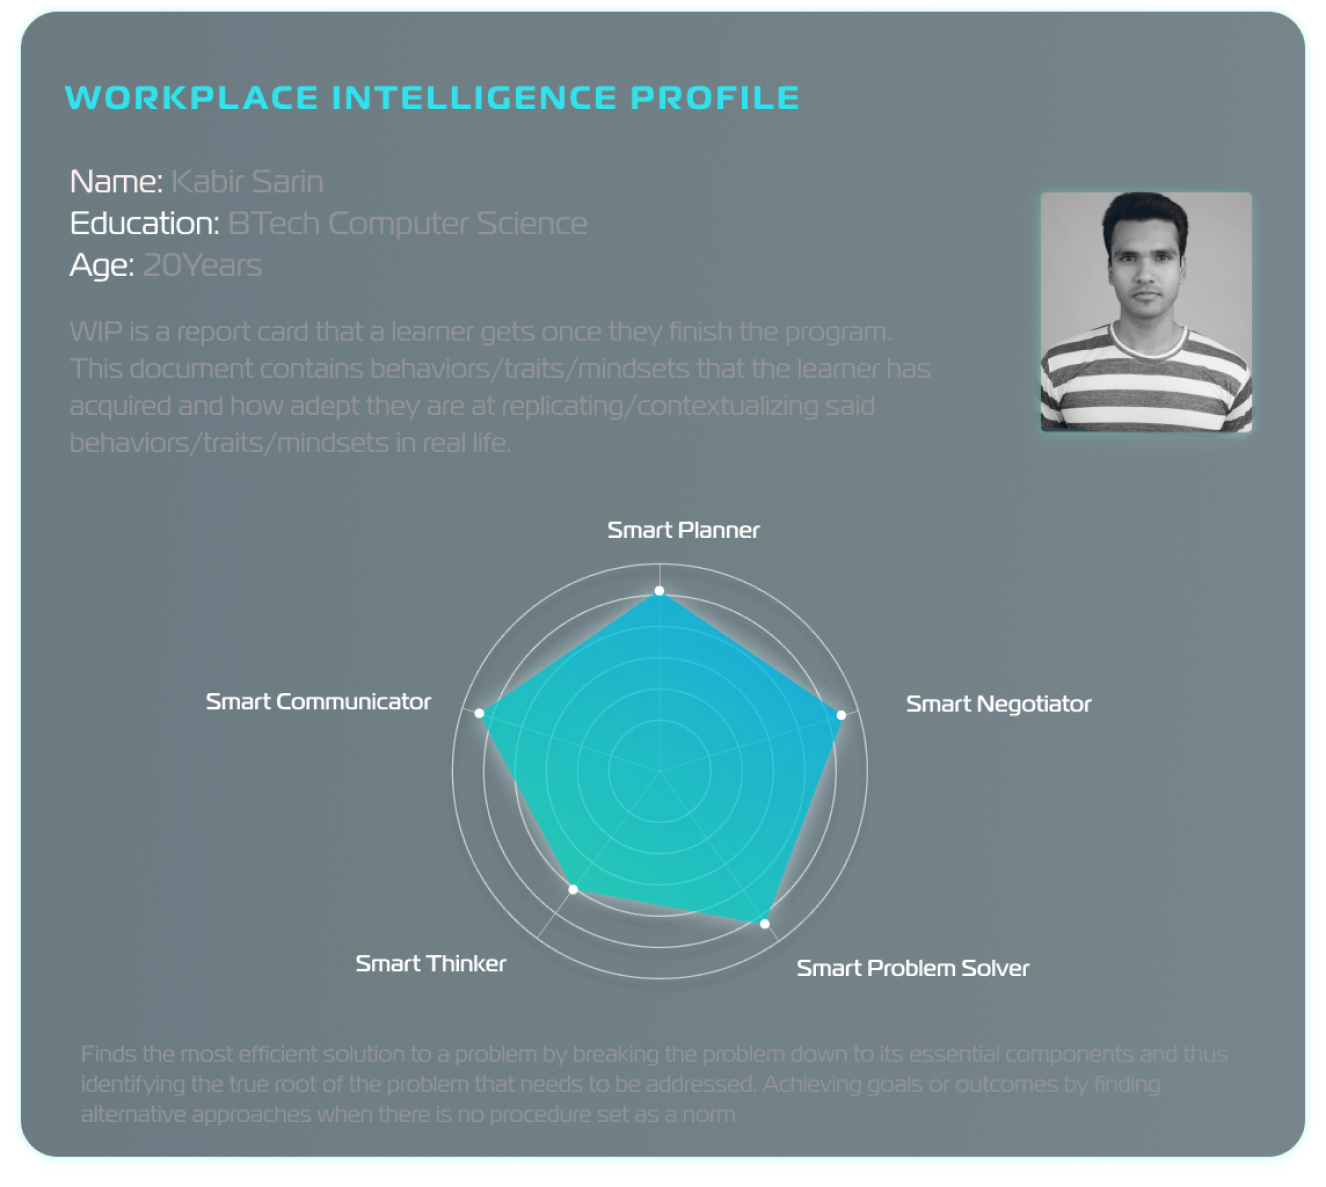 WORKPLACE INTELLIGENCE PROFILE
Name: Kabir Sarin
Education: BTech Computer Science
Age: 20Years
WIP is a report card that a learner gets once they finish the program.
This document contains behaviors/traits/mindsets that the learner has
acquired and how adept they are at replicating/contextualizing said
behaviors/traits/mindsets in real life.
Smart Planner
Smart Communicator
Smart Negotiator
Smart Thinker
Smart Problem Solver
Finds the most efficient solution to a problem by breaking the problem down to its essential components and thus
identifying the true root of the problem that needs to be addressed. Achieving goals or outcomes by finding
alternative approaches when there is no procedure set as a norm